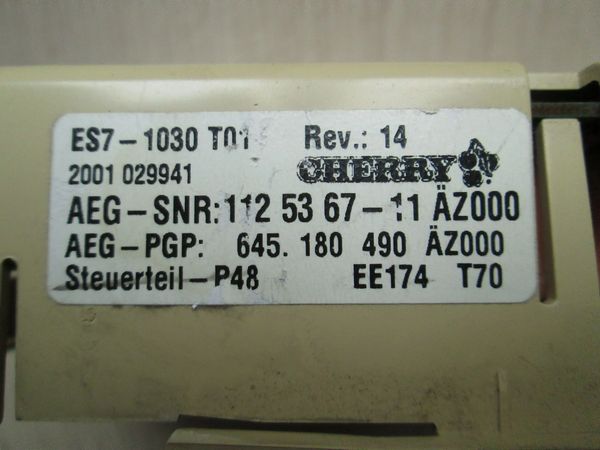 ES7-1030 T01 Rev.: 14
2001 029941 CHERRY
AEG-SNR: 112 53 67-11 ÄZ000
AEG-PGP: 645. 180 490 ÄZ000
Steuerteil-P48 EE174 T70